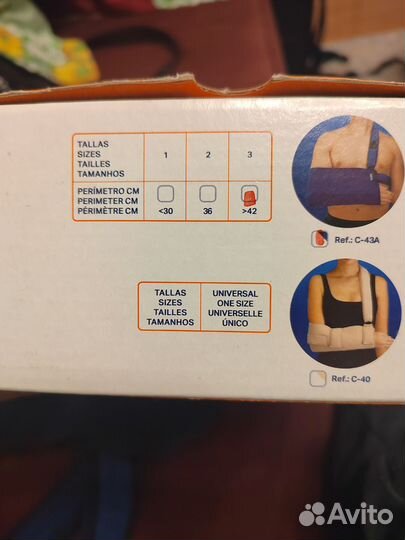 TALLAS
SIZES
TAILLES
TAMANHOS
1 2 3
PERÍMETRO CM
PERIMETER CM
PÉRIMÈTRE CM
<30 36 >42
Ref.: C-43A
TALLAS
SIZES
TAILLES
TAMANHOS
UNIVERSAL
ONE SIZE
UNIVERSELLE
ÚNICO
Ref.: C-40
Avito